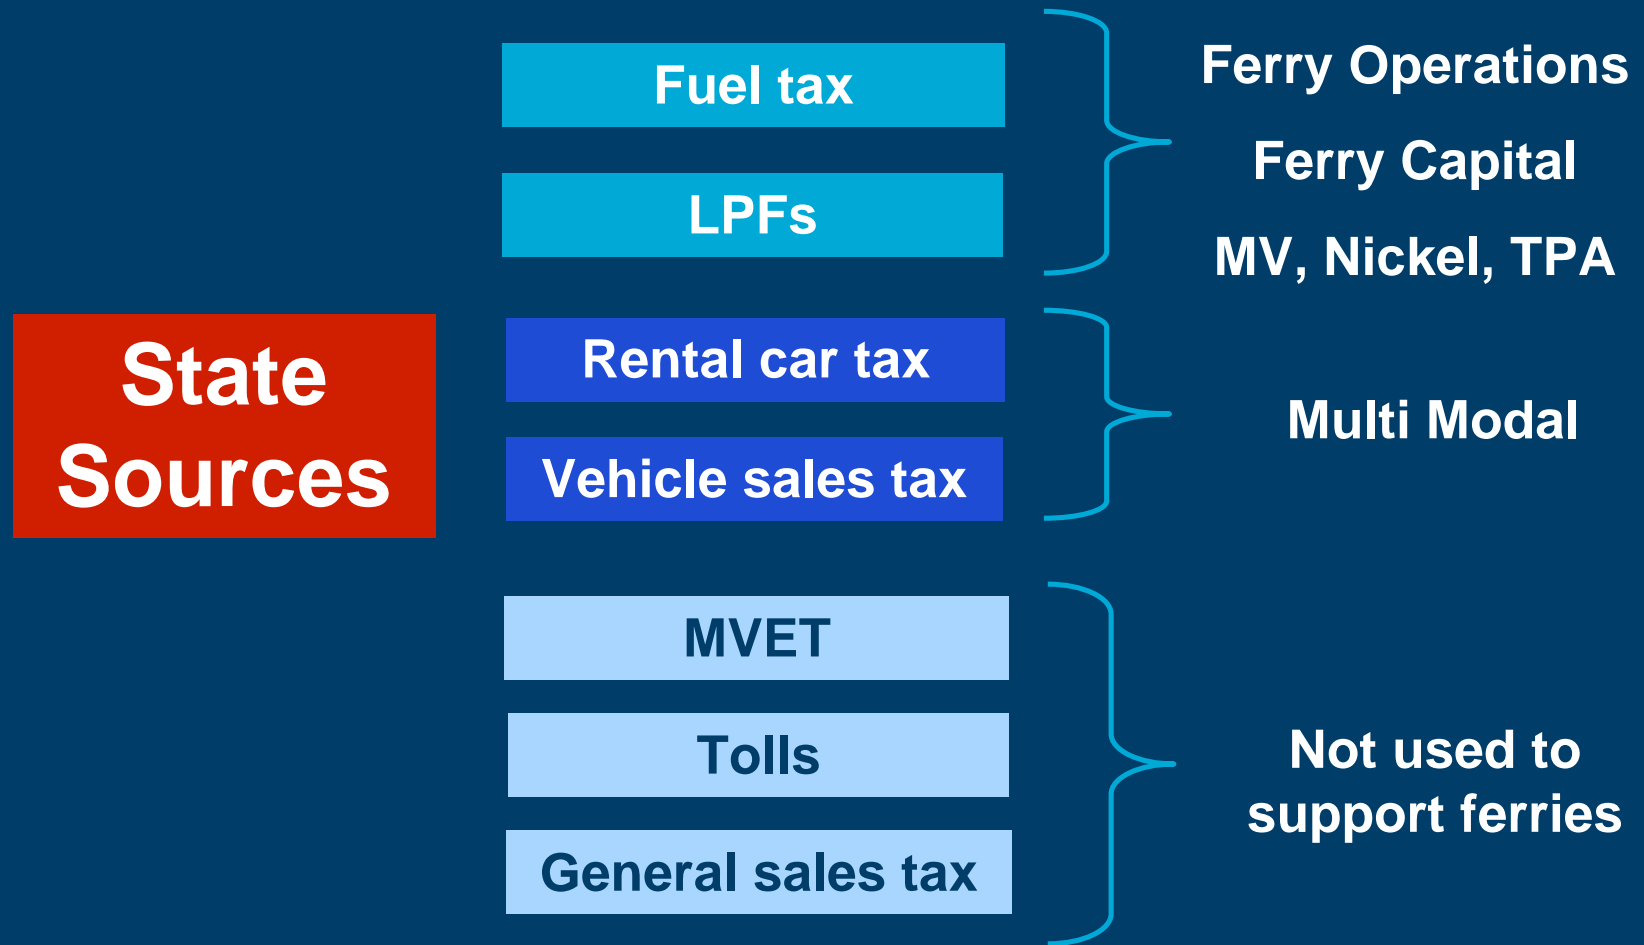 State
Sources
Fuel tax
LPFs
Ferry Operations
Ferry Capital
MV, Nickel, TPA
Rental car tax
Vehicle sales tax
Multi Modal
MVET
Tolls
General sales tax
Not used to
support ferries